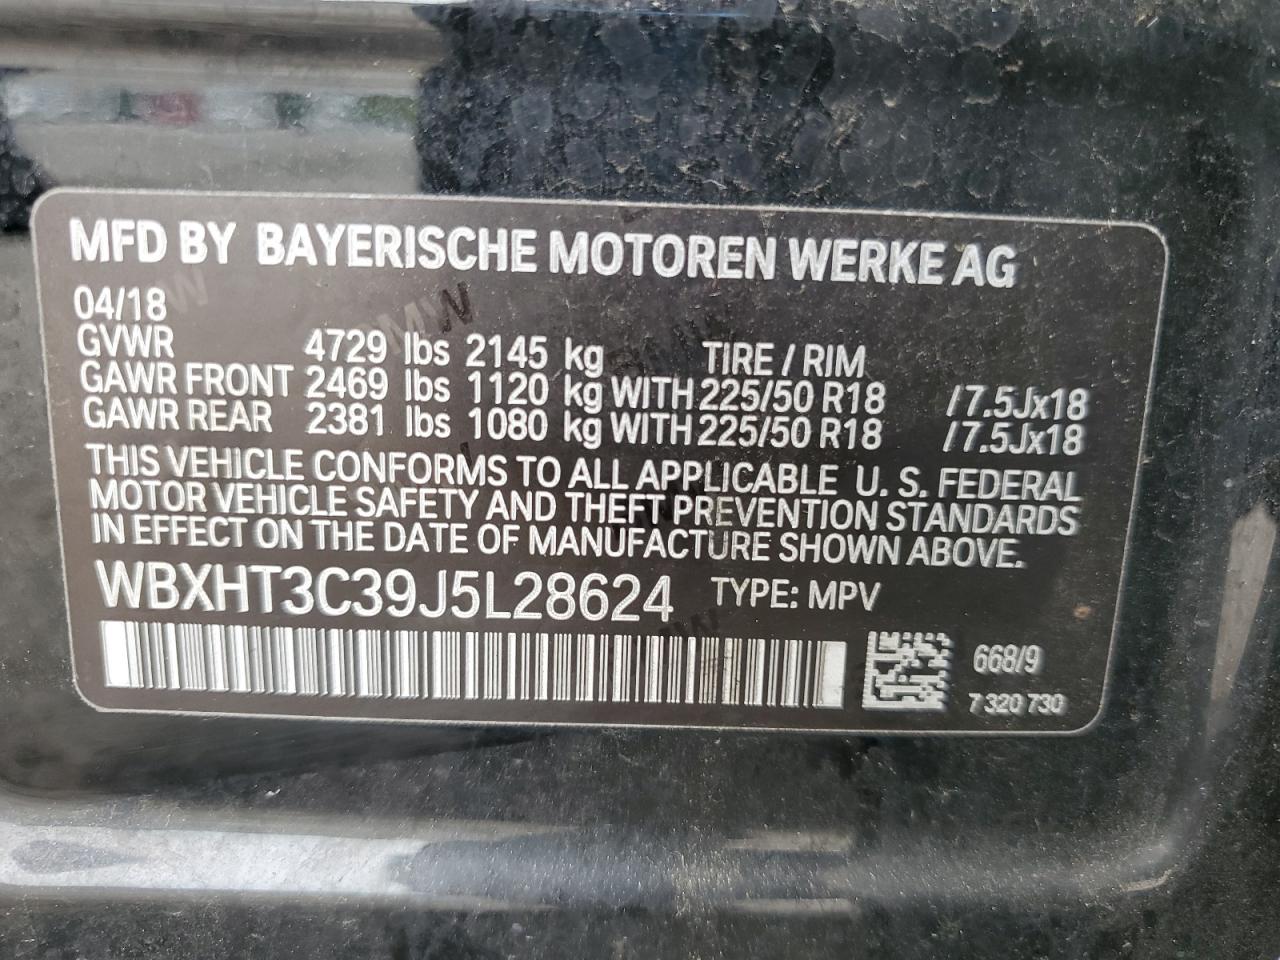 MFD BY BAYERISCHE MOTOREN WERKE AG
04/18
GVWR 4729 lbs 2145 kg TIRE / RIM
GAWR FRONT 2469 lbs 1120 kg WITH 225/50 R18 /7.5Jx18
GAWR REAR 2381 lbs 1080 kg WITH 225/50 R18 /7.5Jx18
THIS VEHICLE CONFORMS TO ALL APPLICABLE U. S. FEDERAL
MOTOR VEHICLE SAFETY AND THEFT PREVENTION STANDARDS
IN EFFECT ON THE DATE OF MANUFACTURE SHOWN ABOVE.
WBXHT3C39J5L28624 TYPE: MPV
668/9
7 320 730